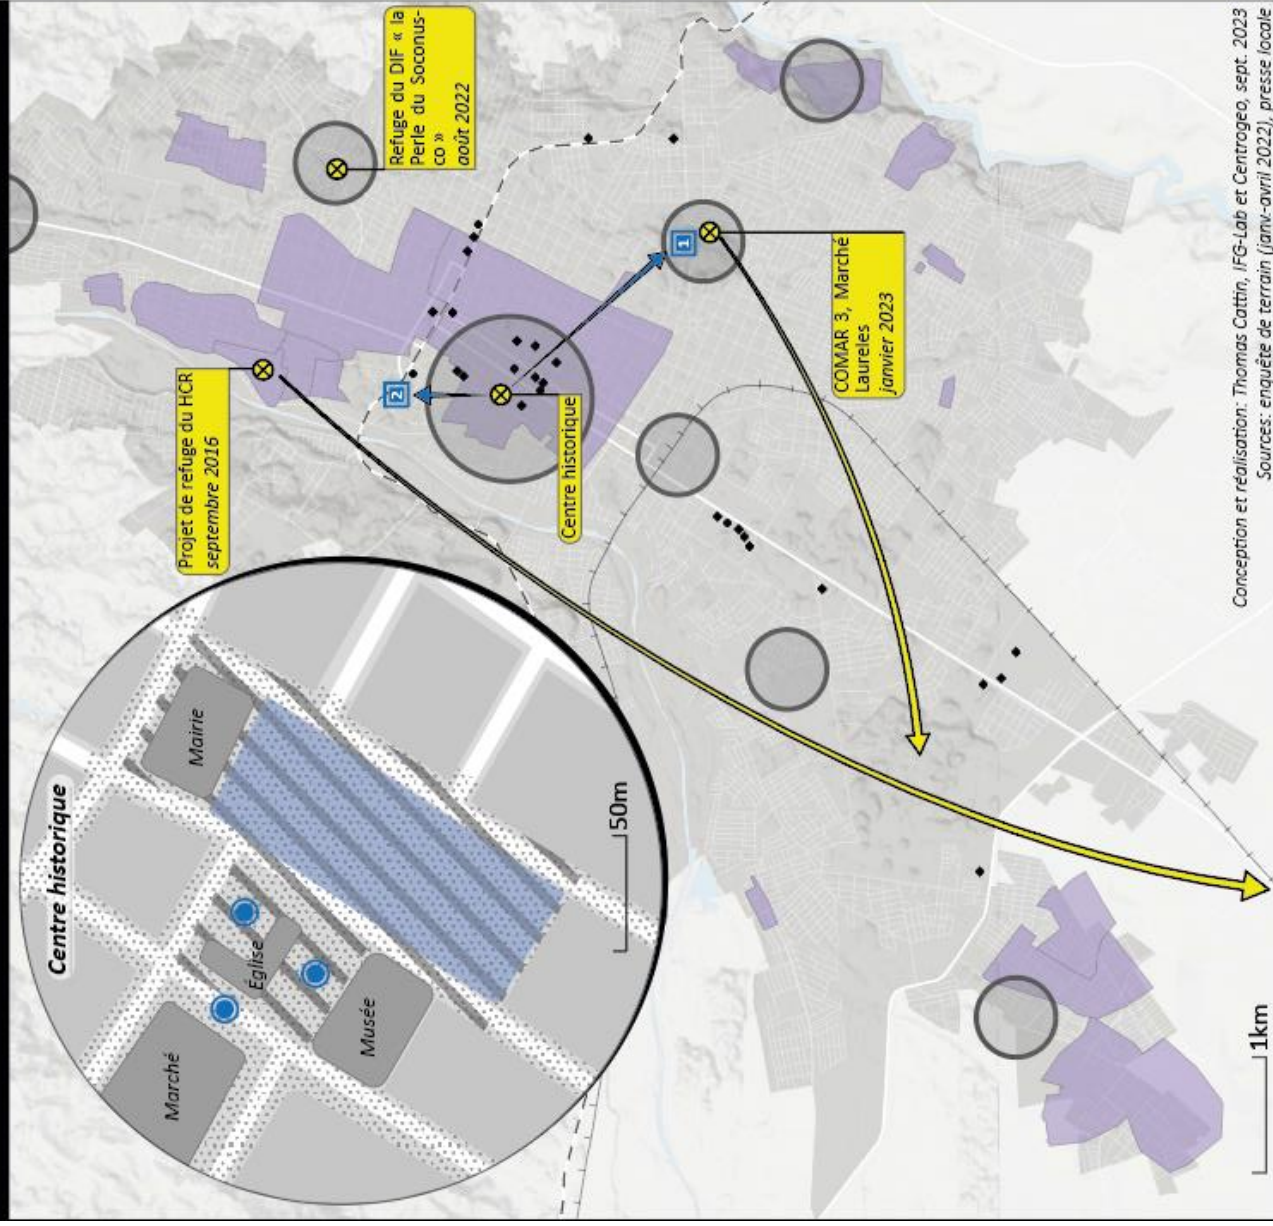 Centre historique
Mairie
Église
Marché
Musée
50m
Projet de refuge du HCR
septembre 2016
Refuge du DIF « la
Perle du Soconus-
co »
août 2022
2
1
Centre historique
COMAR 3, Marché
Laureles
janvier 2023
1km
Conception et réalisation: Thomas Cattin, IFG-Lab et Centrogeo, sept. 2023
Sources: enquête de terrain (janv.-avril 2022), presse locale